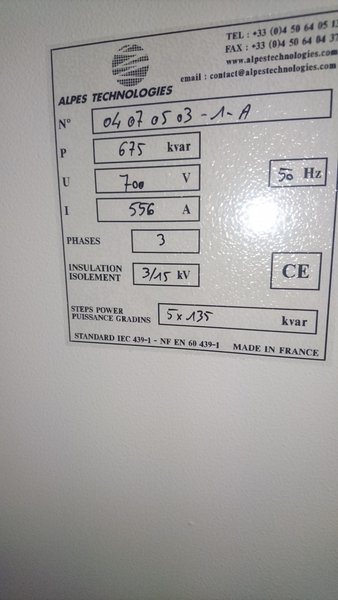 TEL : +33 (0)4 50 64 05 13
FAX : +33 (0)4 50 64 04 37
www.alpestechnologies.com
email : contact@alpestechnologies.com
ALPES TECHNOLOGIES
N° 04 07 05 03 -1-A
P 675 kvar
U 700 V 50 Hz
I 556 A
PHASES 3
INSULATION
ISOLEMENT 3/15 kV CE
STEPS POWER
PUISSANCE GRADINS 5 x 135 kvar
STANDARD IEC 439-1 - NF EN 60 439-1 MADE IN FRANCE